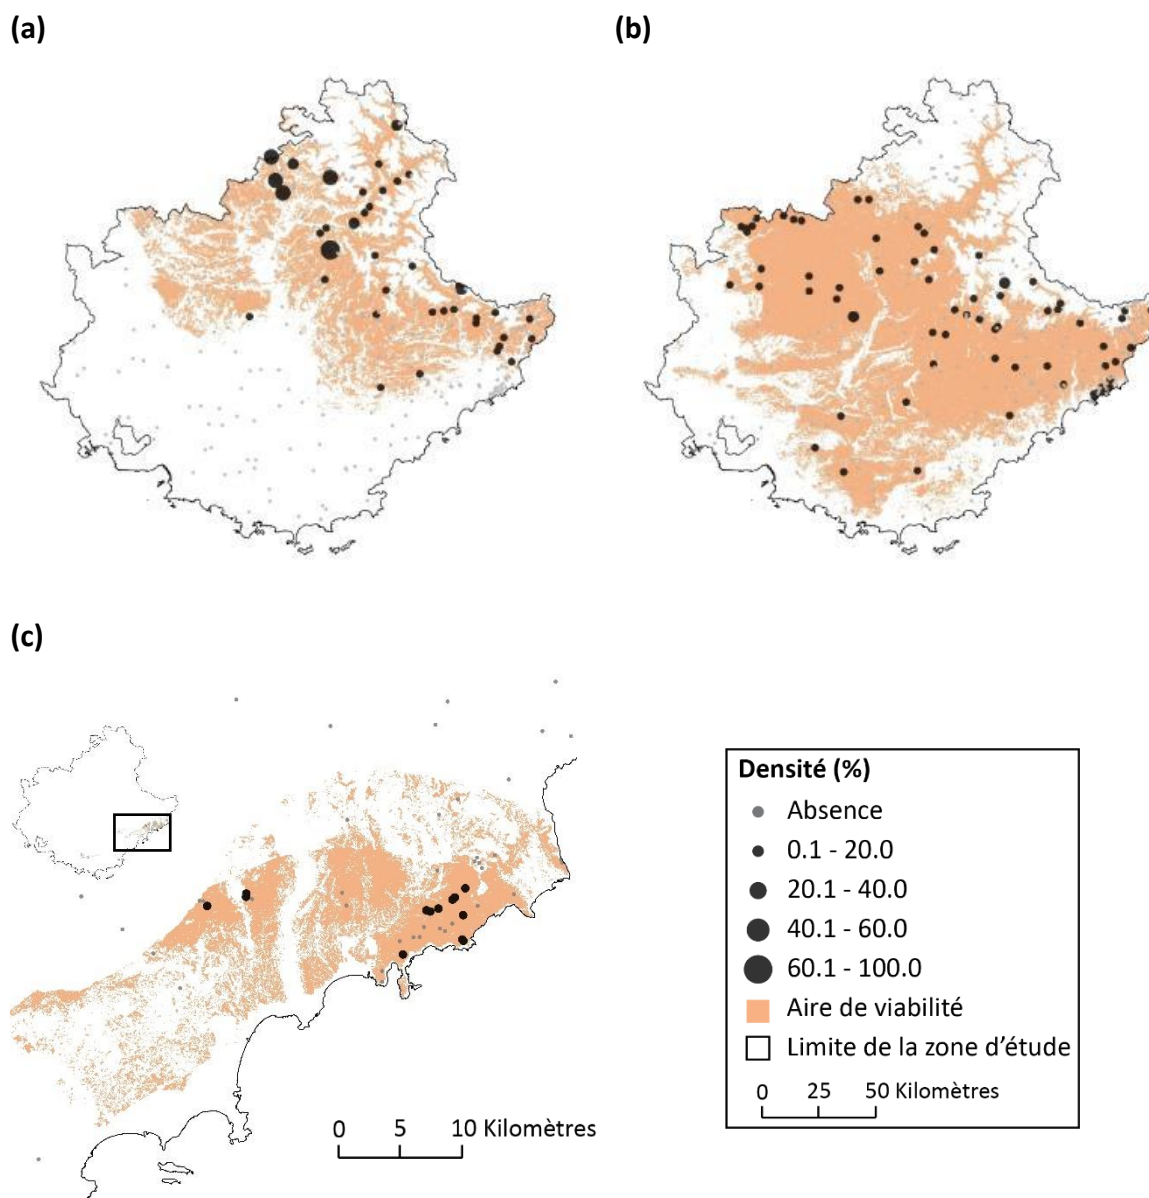 (a)
(b)
(c)
Densité (%)
Absence
0.1 - 20.0
20.1 - 40.0
40.1 - 60.0
60.1 - 100.0
Aire de viabilité
Limite de la zone d'étude
0 25 50 Kilomètres
0 5 10 Kilomètres